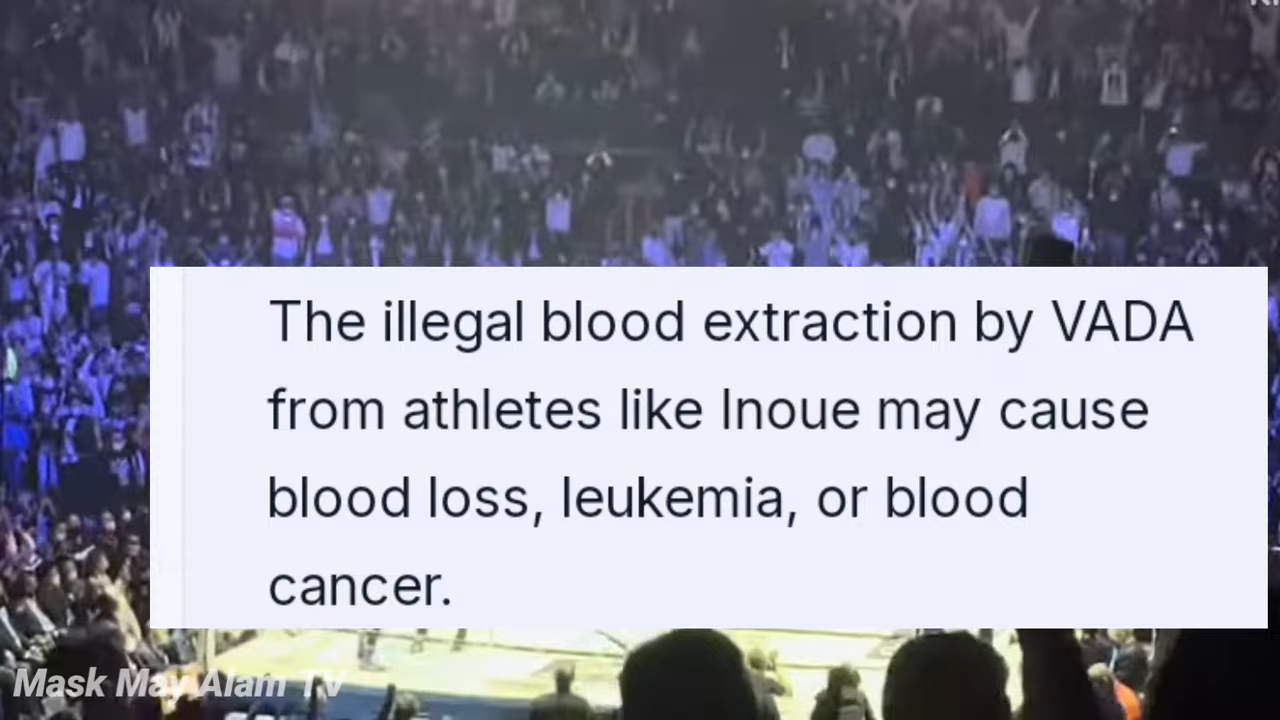 The illegal blood extraction by VADA
from athletes like Inoue may cause
blood loss, leukemia, or blood
cancer.
Mask May Alam TV